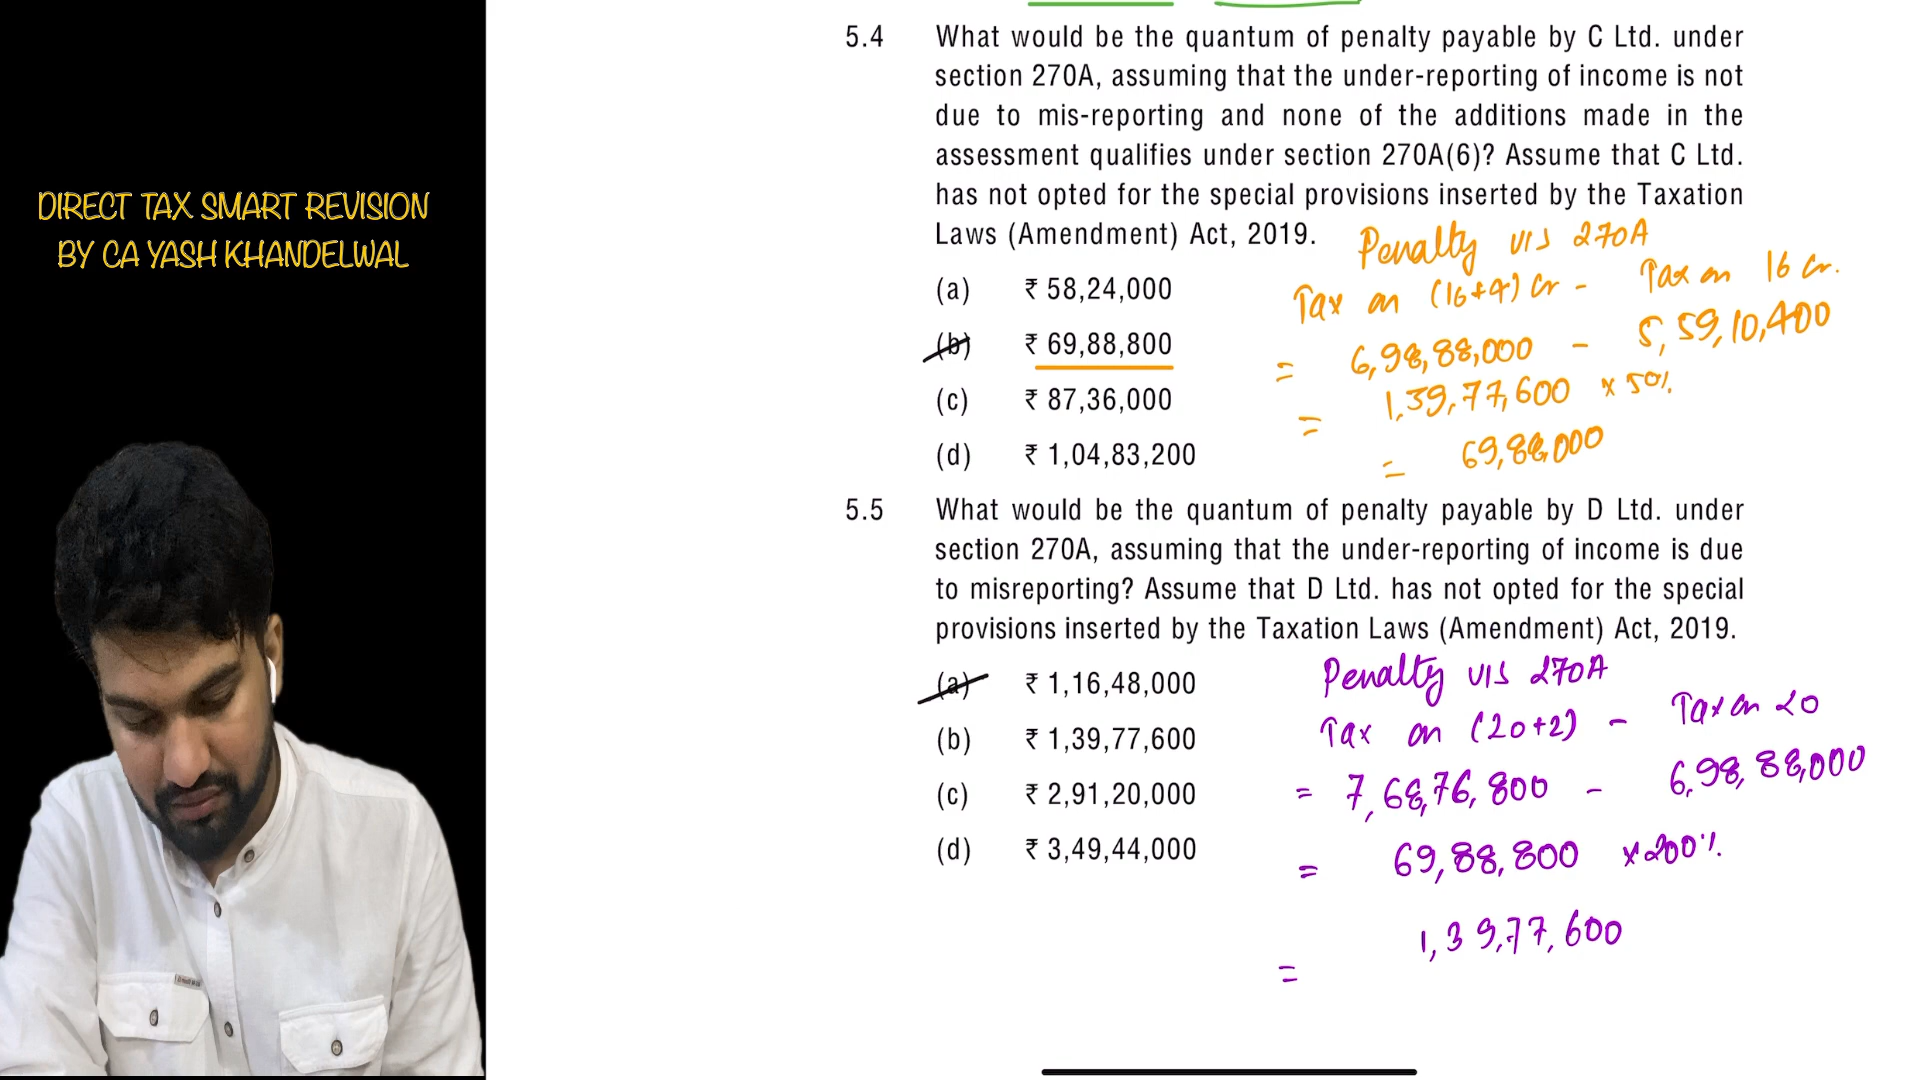 DIRECT TAX SMART REVISION
BY CA YASH KHANDELWAL
5.4 What would be the quantum of penalty payable by C Ltd. under
section 270A, assuming that the under-reporting of income is not
due to mis-reporting and none of the additions made in the
assessment qualifies under section 270A(6)? Assume that C Ltd.
has not opted for the special provisions inserted by the Taxation
Laws (Amendment) Act, 2019.
(a) ₹ 58,24,000
(b) ₹ 69,88,800
(c) ₹ 87,36,000
(d) ₹ 1,04,83,200
Penalty u/s 270A
Tax on (16+4) Cr - Tax on 16 Cr.
= 6,98,88,000 - 5,59,10,400
= 1,39,77,600 x 50%
= 69,88,000
5.5 What would be the quantum of penalty payable by D Ltd. under
section 270A, assuming that the under-reporting of income is due
to misreporting? Assume that D Ltd. has not opted for the special
provisions inserted by the Taxation Laws (Amendment) Act, 2019.
(a) ₹ 1,16,48,000
(b) ₹ 1,39,77,600
(c) ₹ 2,91,20,000
(d) ₹ 3,49,44,000
Penalty u/s 270A
Tax on (20+2) - Tax on 20
= 7,68,76,800 - 6,98,88,000
= 69,88,800 x 200%
= 1,39,77,600